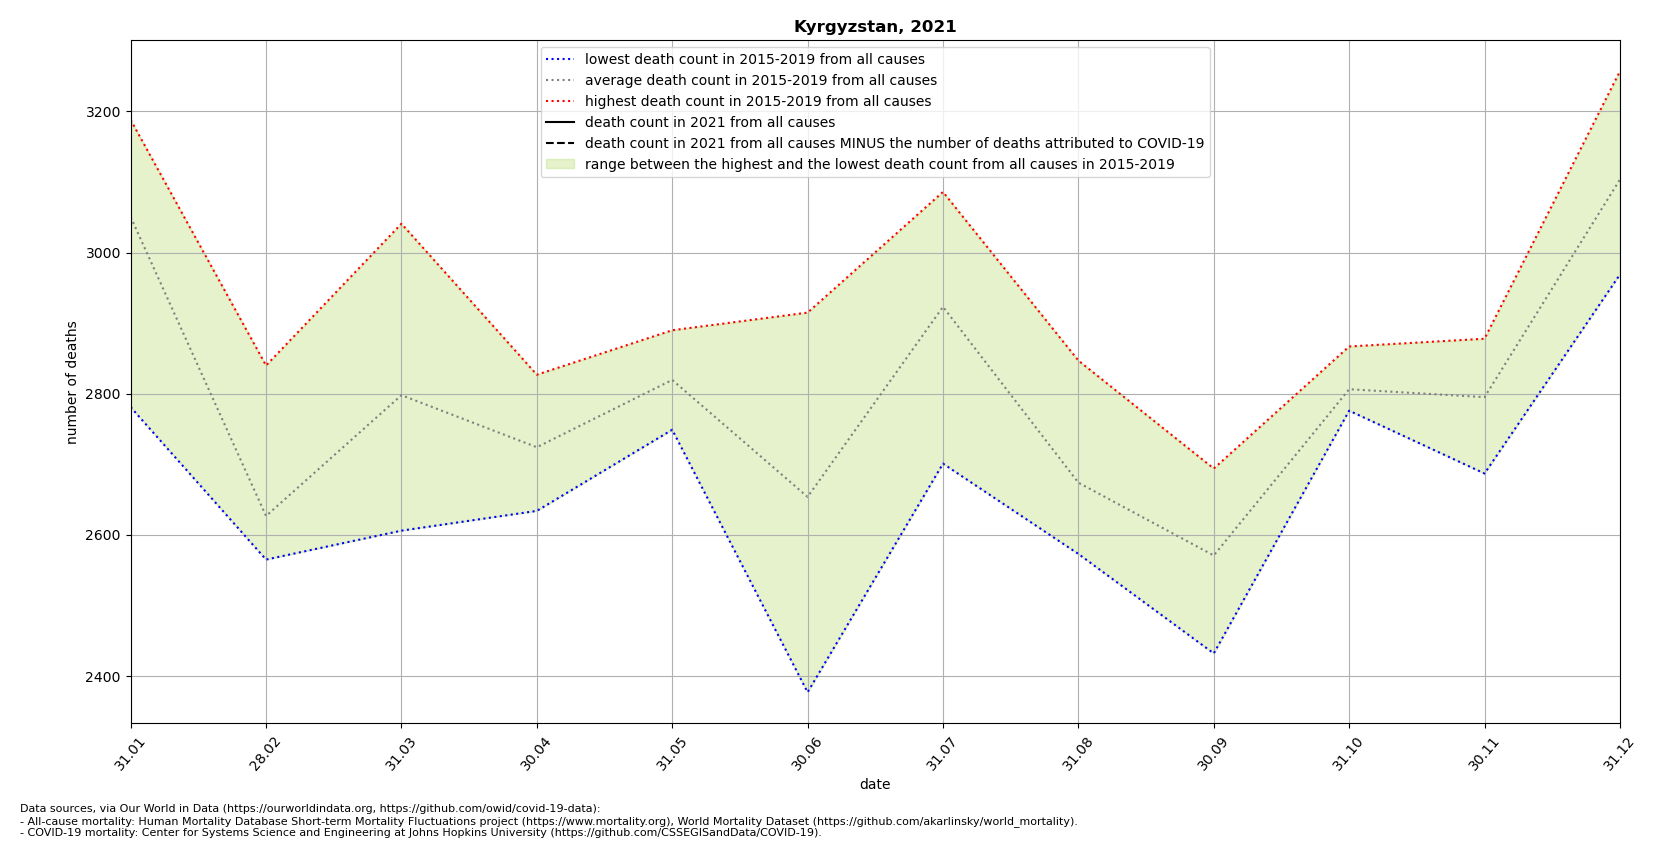 Kyrgyzstan, 2021
lowest death count in 2015-2019 from all causes
average death count in 2015-2019 from all causes
highest death count in 2015-2019 from all causes
death count in 2021 from all causes
death count in 2021 from all causes MINUS the number of deaths attributed to COVID-19
range between the highest and the lowest death count from all causes in 2015-2019
number of deaths
3200
3000
2800
2600
2400
31.01
28.02
31.03
30.04
31.05
30.06
31.07
31.08
30.09
31.10
30.11
31.12
date
Data sources, via Our World in Data (https://ourworldindata.org, https://github.com/owid/covid-19-data):
- All-cause mortality: Human Mortality Database Short-term Mortality Fluctuations project (https://www.mortality.org), World Mortality Dataset (https://github.com/akarlinsky/world_mortality).
- COVID-19 mortality: Center for Systems Science and Engineering at Johns Hopkins University (https://github.com/CSSEGISandData/COVID-19).